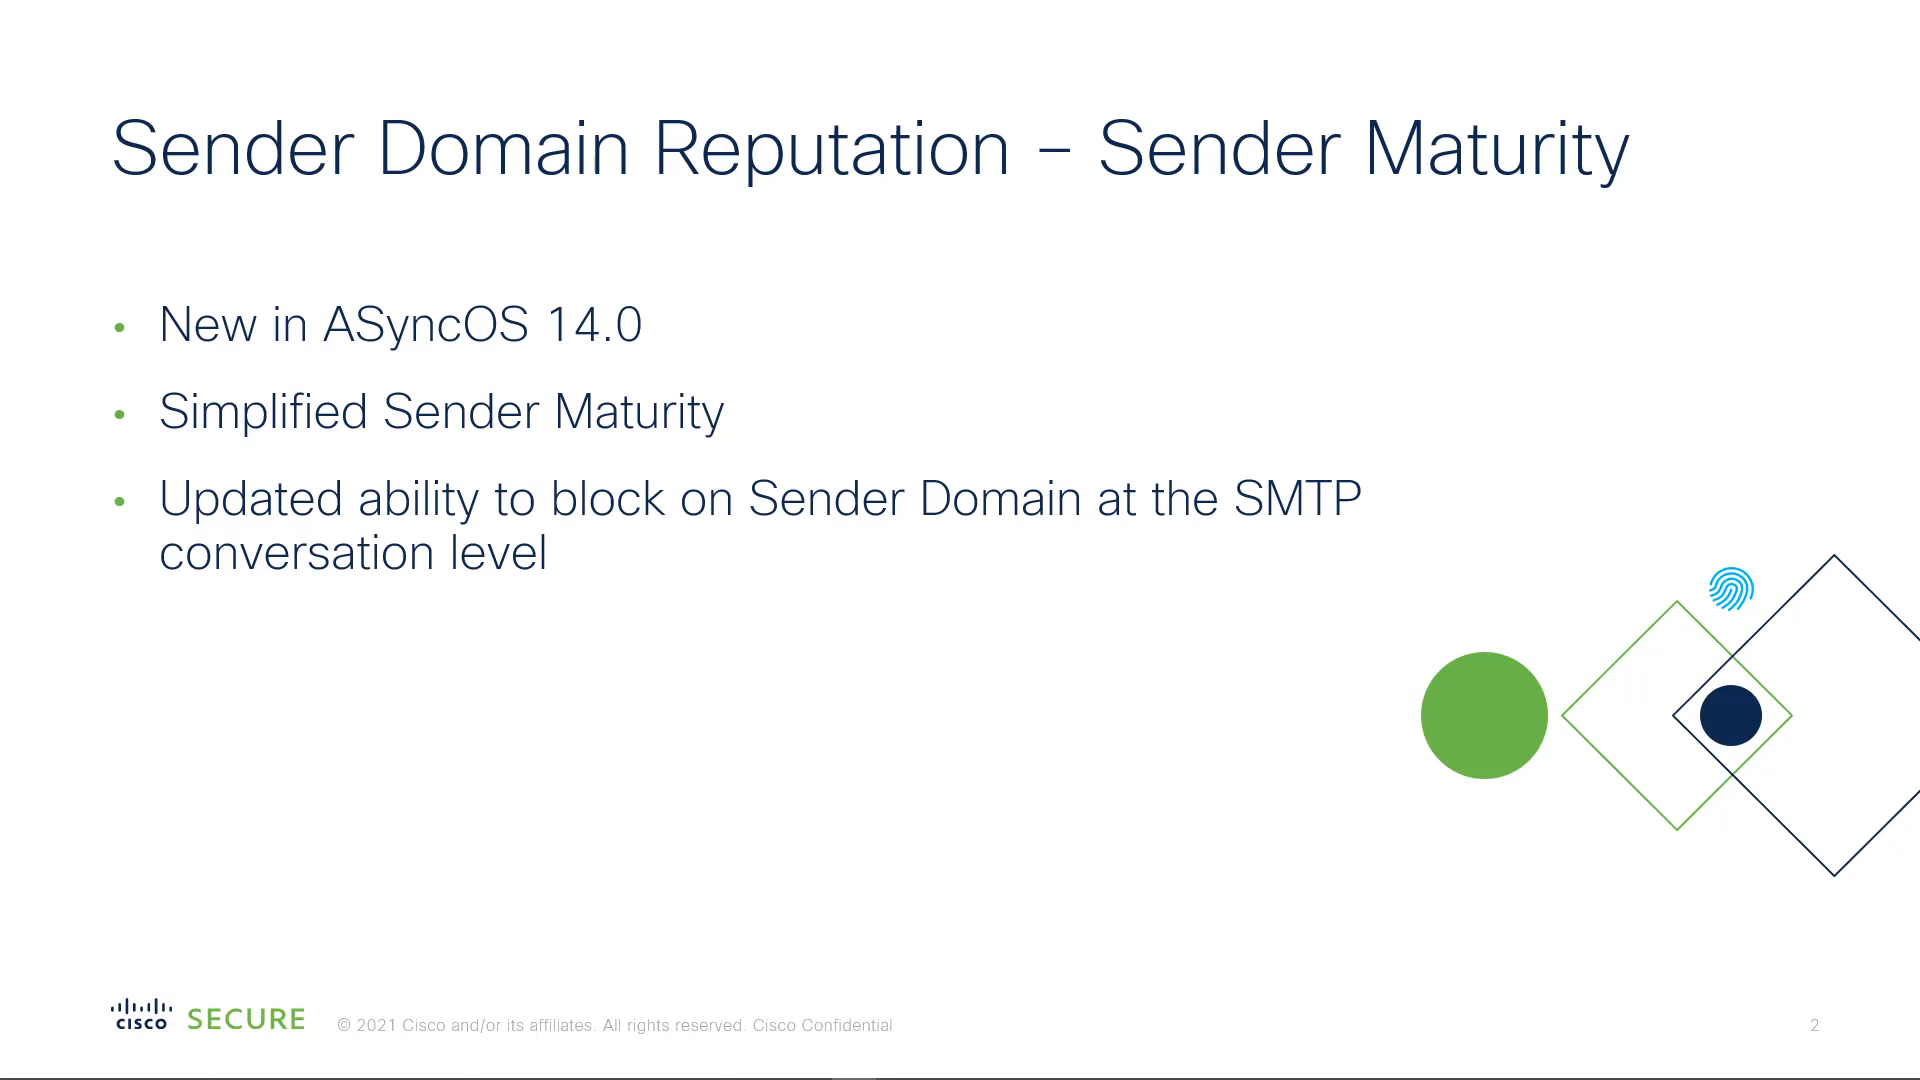 Sender Domain Reputation – Sender Maturity
• New in ASyncOS 14.0
• Simplified Sender Maturity
• Updated ability to block on Sender Domain at the SMTP
conversation level
CISCO SECURE © 2021 Cisco and/or its affiliates. All rights reserved. Cisco Confidential 2